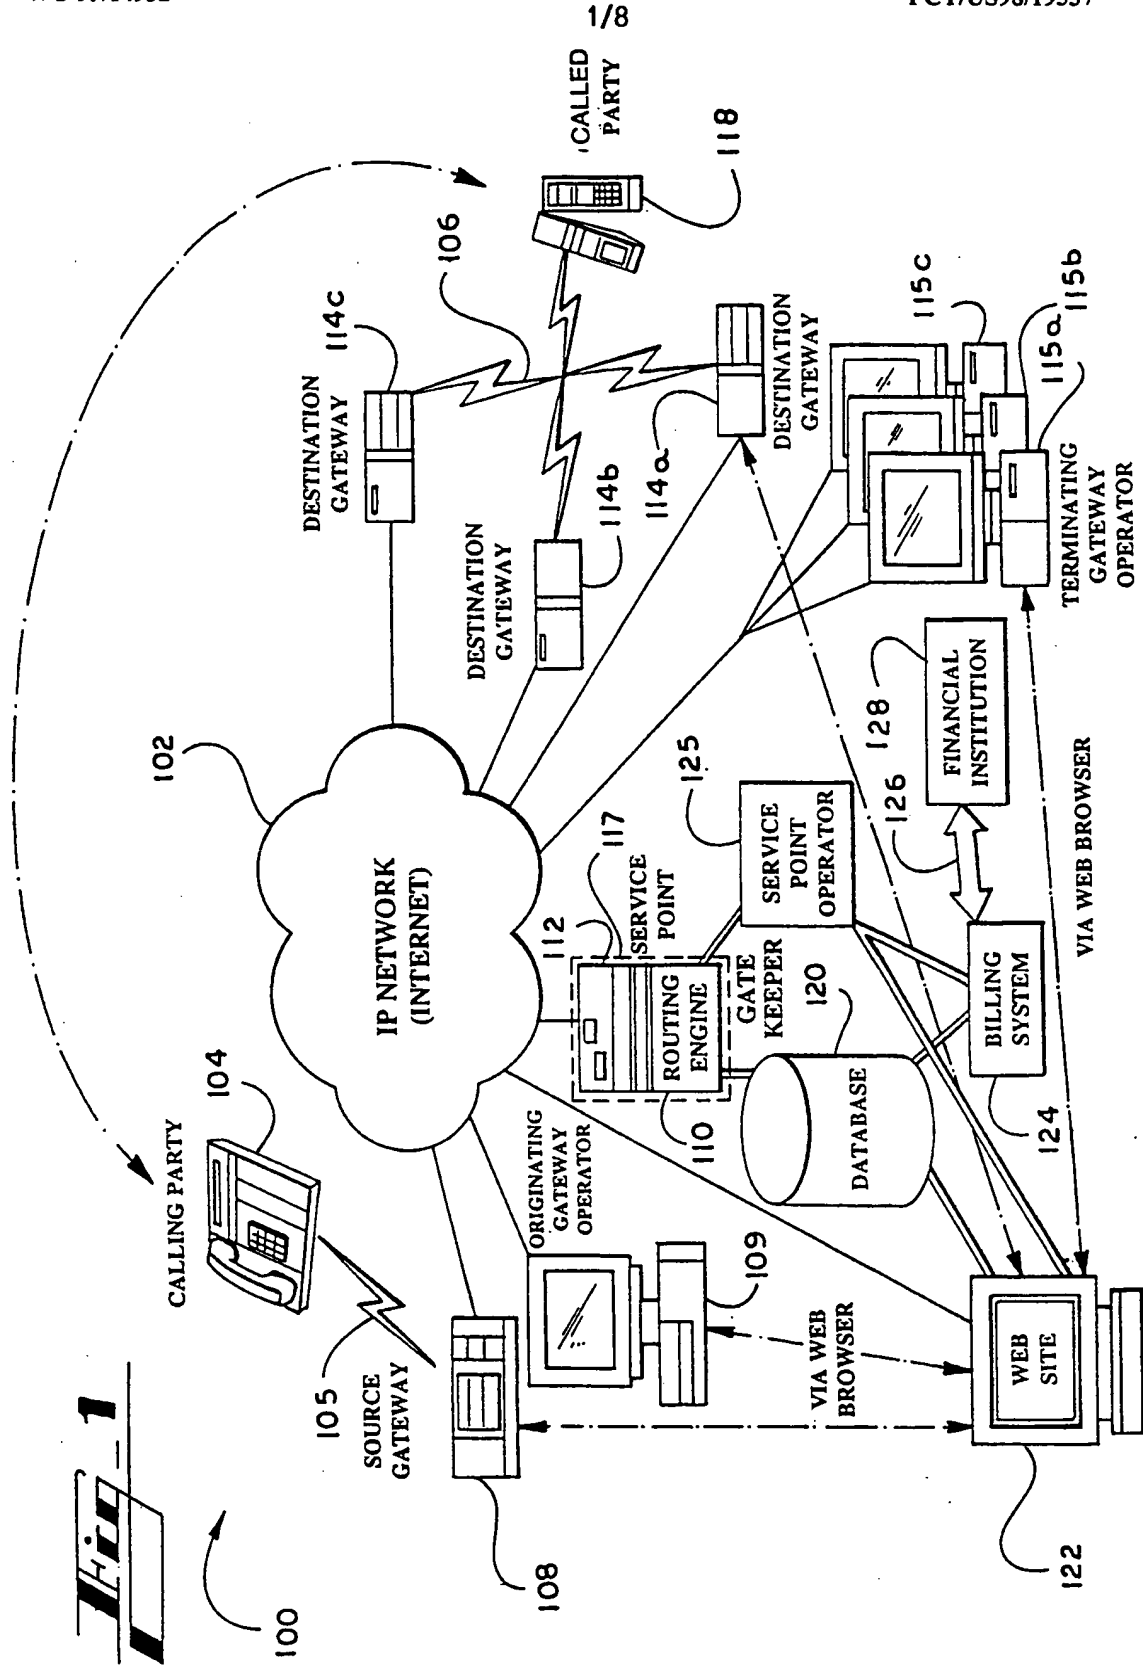 1/8
Fig. 1
100
CALLING PARTY
104
105
SOURCE
GATEWAY
108
102
IP NETWORK
(INTERNET)
DESTINATION
GATEWAY
114c
106
CALLED
PARTY
118
DESTINATION
GATEWAY
114b
114a
DESTINATION
GATEWAY
ORIGINATING
GATEWAY
OPERATOR
109
112
117
SERVICE
POINT
ROUTING
ENGINE
110
GATE
KEEPER
125
SERVICE
POINT
OPERATOR
120
DATABASE
115c
115b
115a
TERMINATING
GATEWAY
OPERATOR
128
FINANCIAL
INSTITUTION
126
BILLING
SYSTEM
124
VIA WEB BROWSER
VIA WEB
BROWSER
WEB
SITE
122